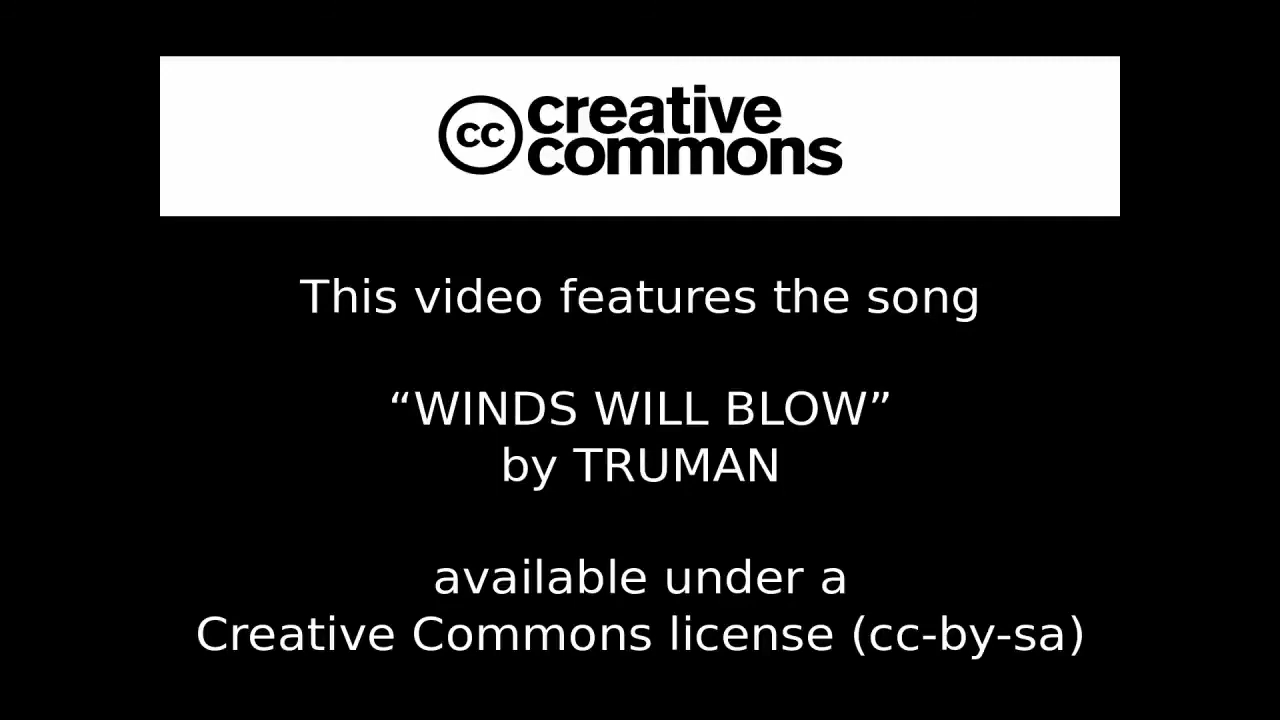 cc creative
commons
This video features the song
“WINDS WILL BLOW”
by TRUMAN
available under a
Creative Commons license (cc-by-sa)